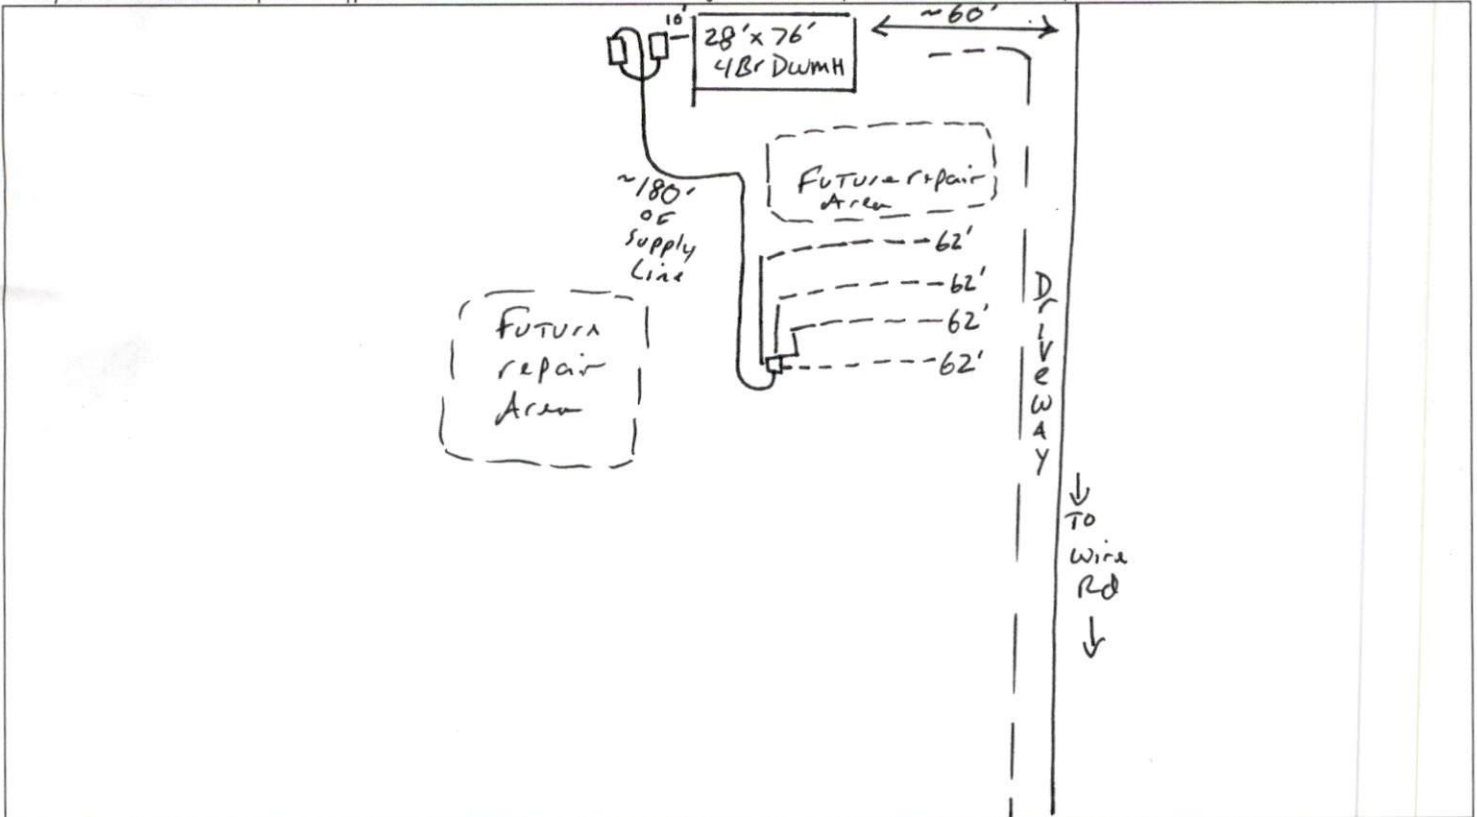 ~60'
10'
28'x 76'
4Br DWMH
Future repair
Area
~180'
OF
Supply
Line
62'
62'
62'
62'
Future
repair
Area
Driveway
To
Wire
Rd